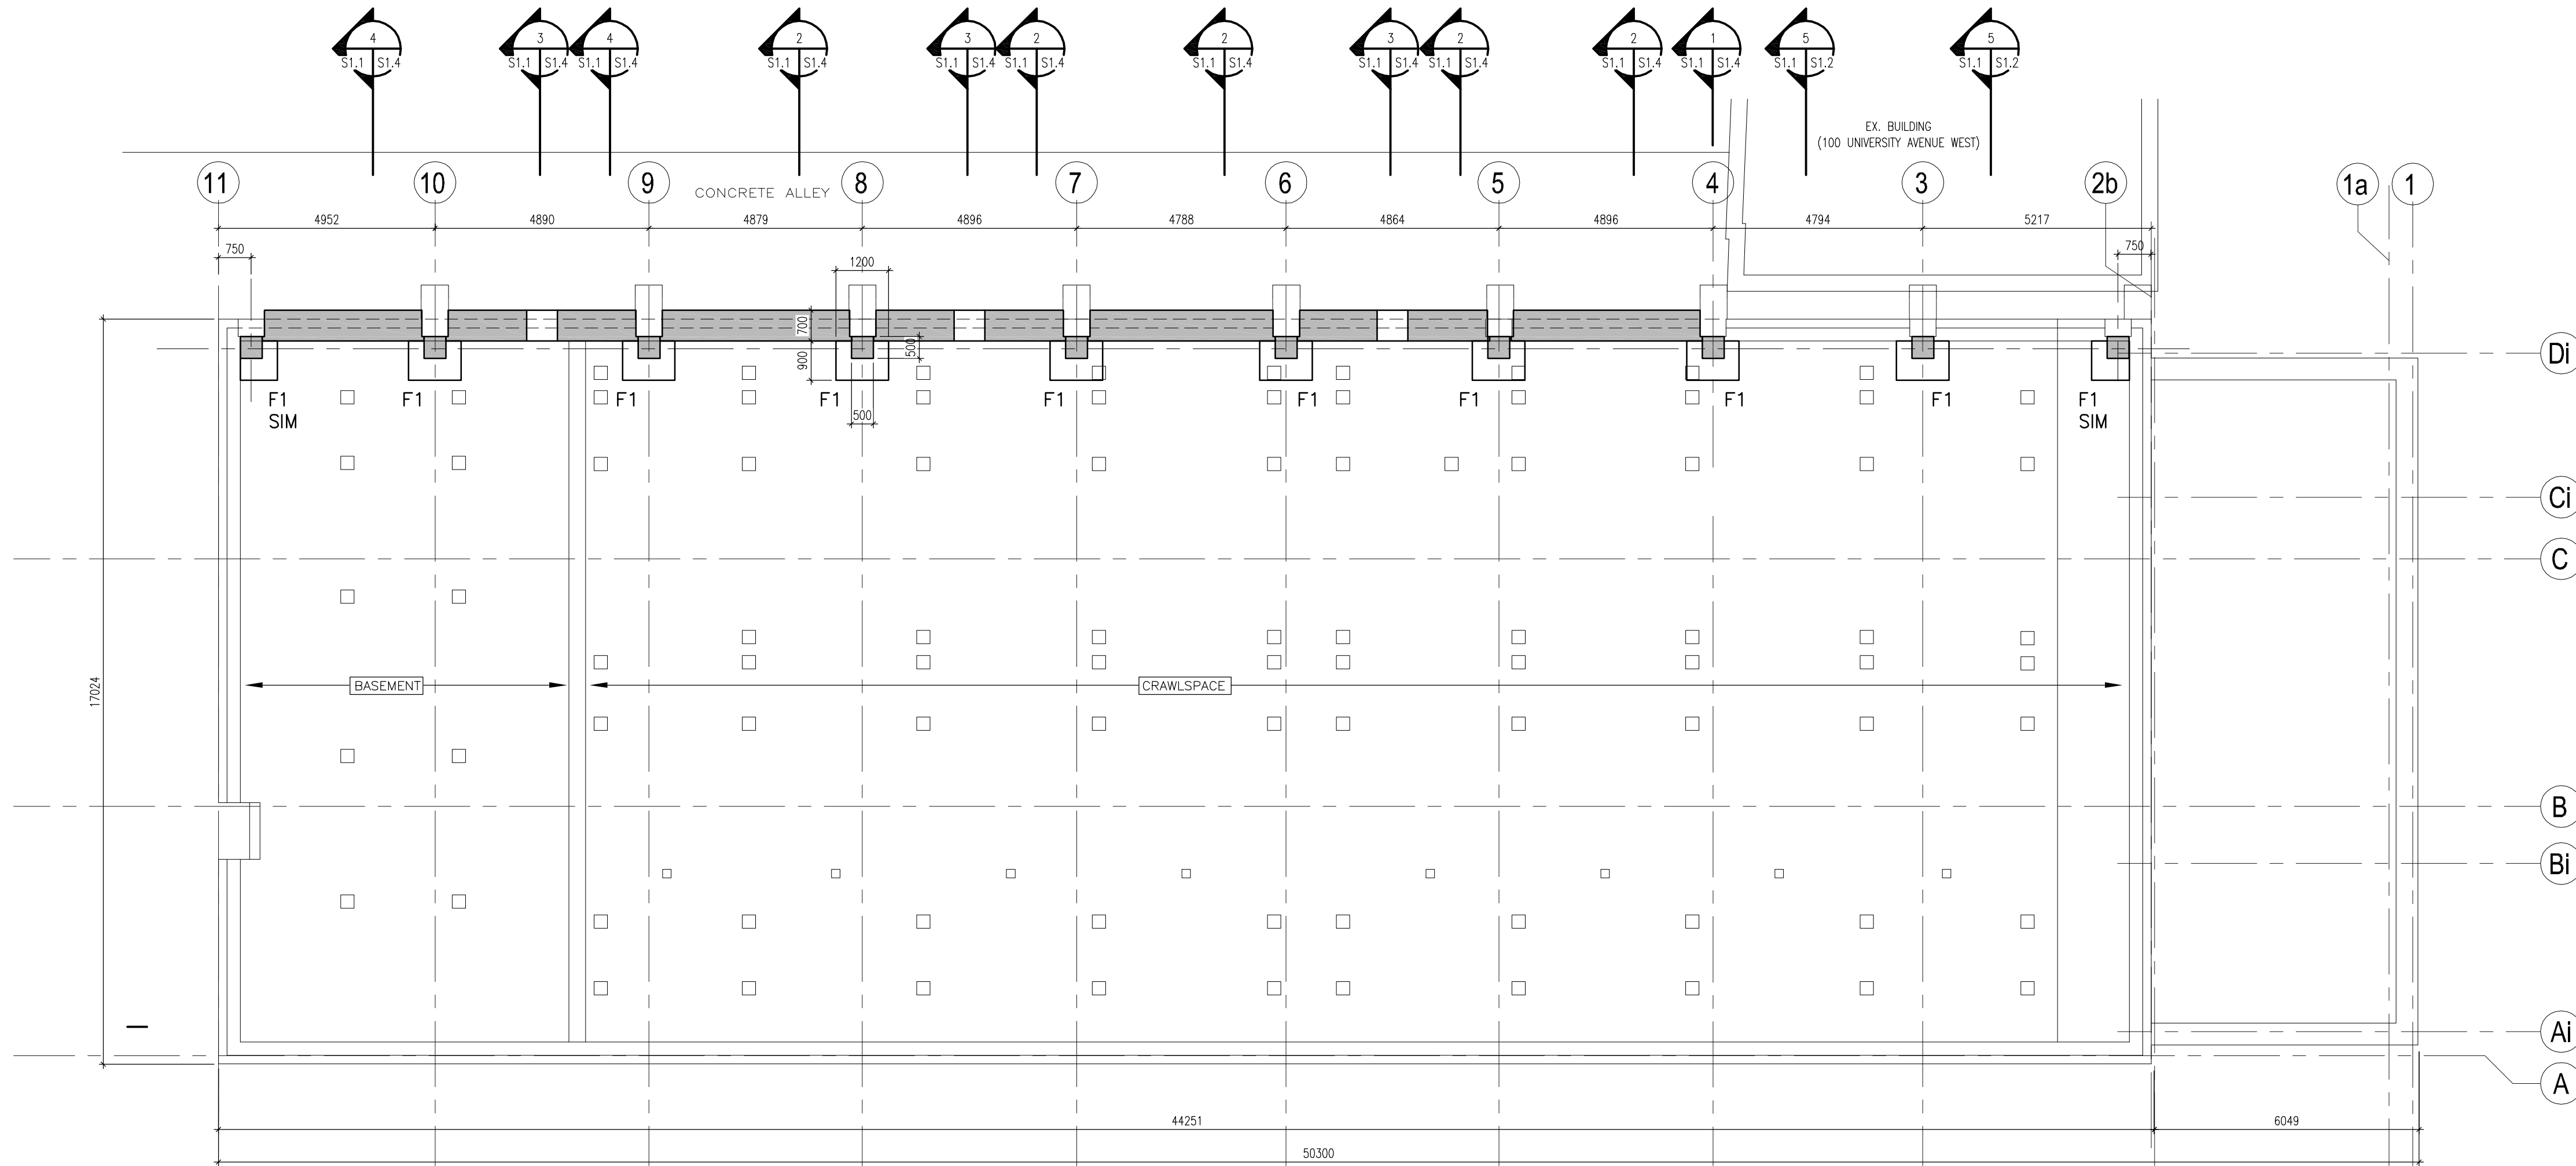 4 3 4 2 3 2 2 3 2 2 1 5 5
S1.1 S1.4 S1.1 S1.4 S1.1 S1.4 S1.1 S1.4 S1.1 S1.4 S1.1 S1.4 S1.1 S1.4 S1.1 S1.4 S1.1 S1.4 S1.1 S1.4 S1.1 S1.4 S1.1 S1.2 S1.1 S1.2
EX. BUILDING
(100 UNIVERSITY AVENUE WEST)
11 10 9 8 7 6 5 4 3 2b 1a 1
CONCRETE ALLEY
4952 4890 4879 4896 4788 4864 4896 4794 5217
750 1200 750
700
500
900
Di
F1 F1 F1 F1 F1 F1 F1 F1 F1 F1
SIM SIM
500
Ci
C
17024
BASEMENT CRAWLSPACE
B
Bi
Ai
A
44251 6049
50300